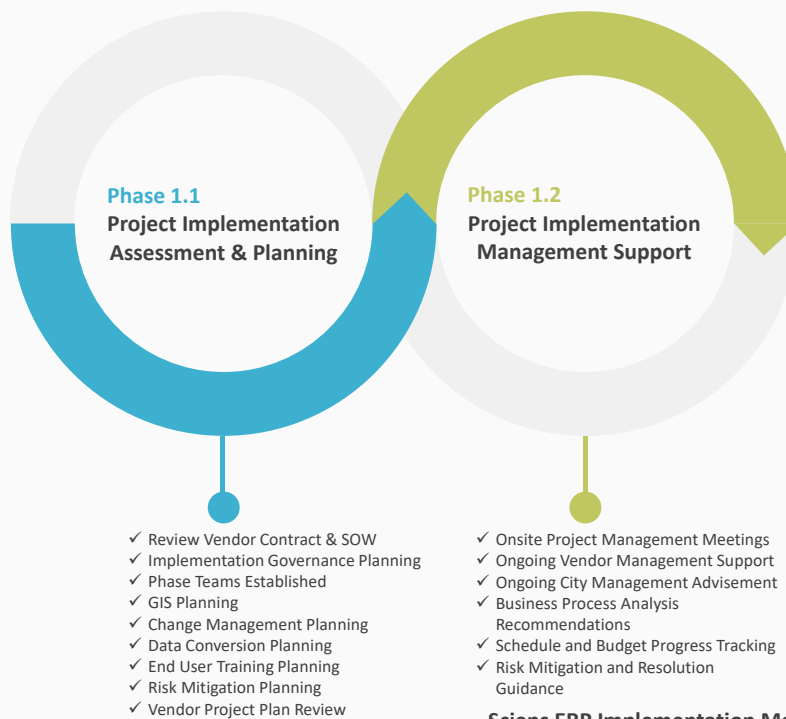 Phase 1.1
Project Implementation
Assessment & Planning
Phase 1.2
Project Implementation
Management Support
✓ Review Vendor Contract & SOW
✓ Implementation Governance Planning
✓ Phase Teams Established
✓ GIS Planning
✓ Change Management Planning
✓ Data Conversion Planning
✓ End User Training Planning
✓ Risk Mitigation Planning
✓ Vendor Project Plan Review
✓ Onsite Project Management Meetings
✓ Ongoing Vendor Management Support
✓ Ongoing City Management Advisement
✓ Business Process Analysis
Recommendations
✓ Schedule and Budget Progress Tracking
✓ Risk Mitigation and Resolution
Guidance
ERP Implementation